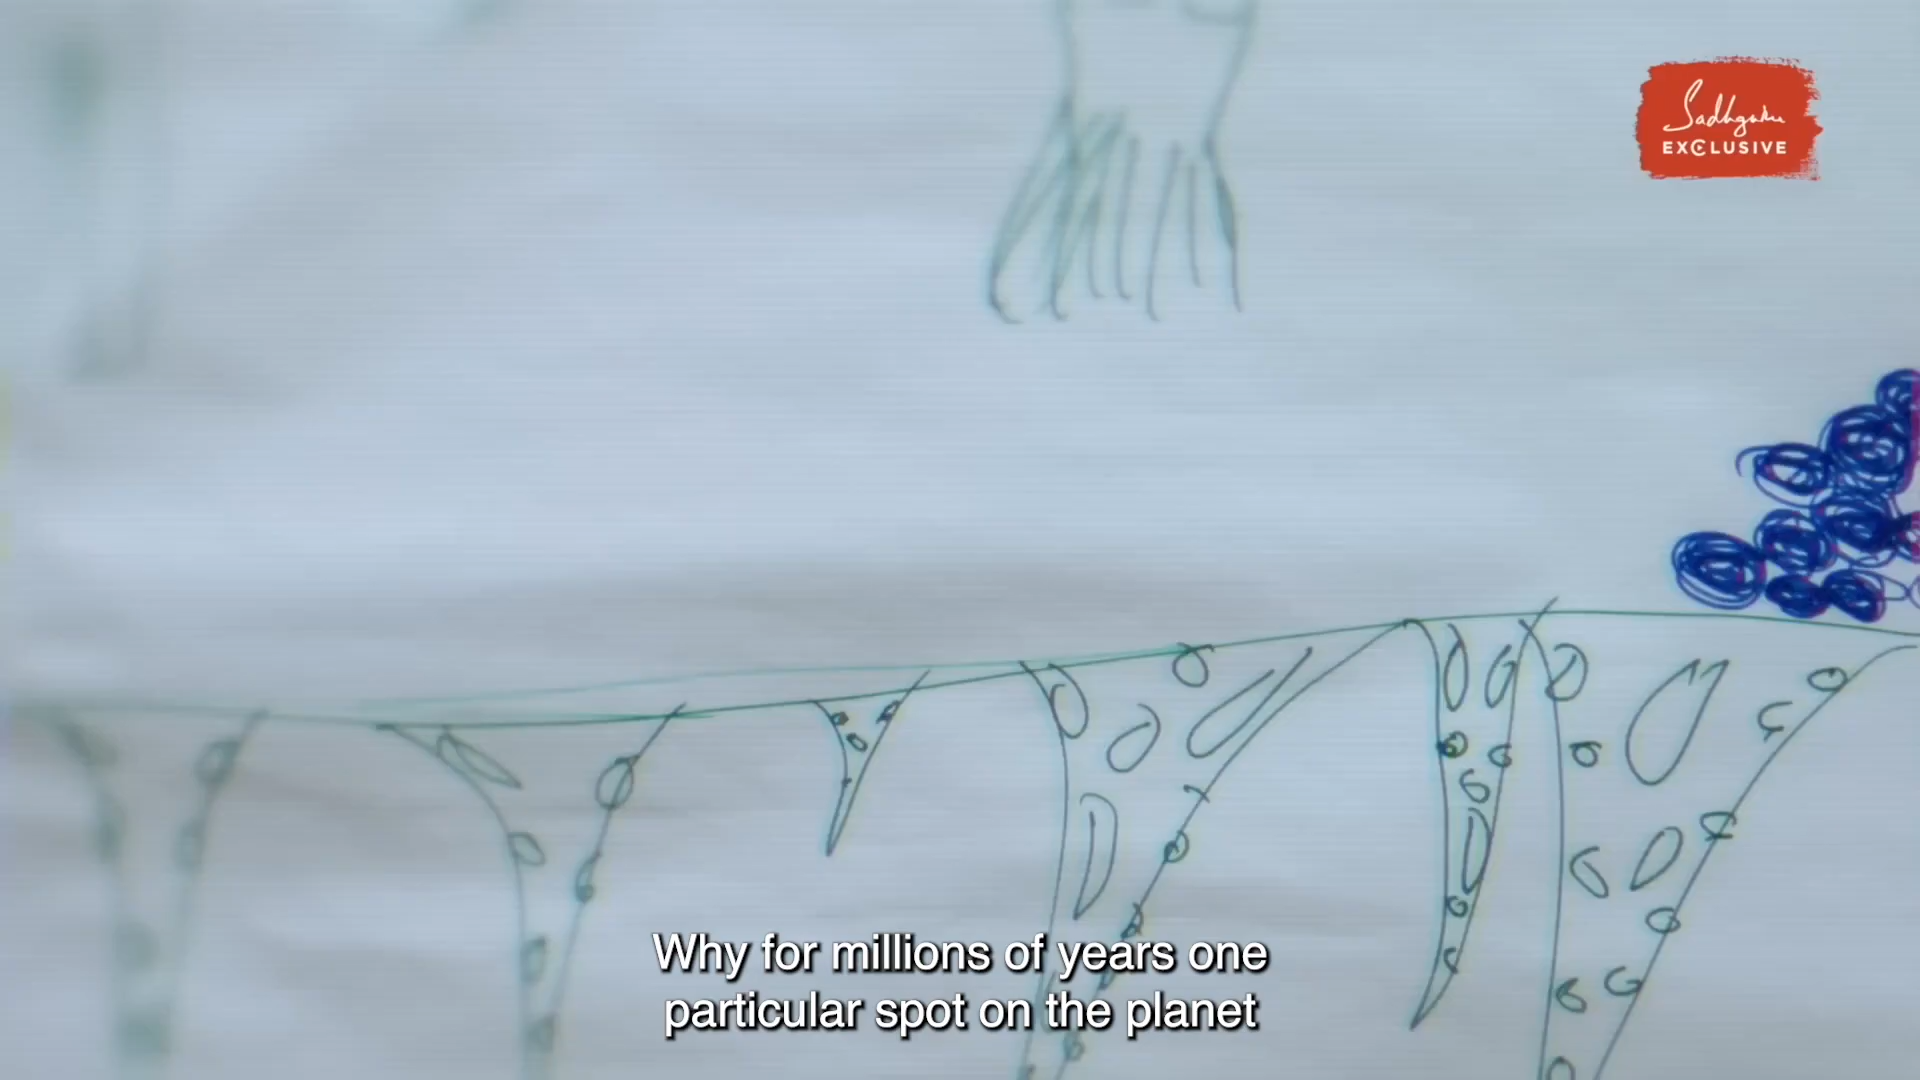 Sadhguru
EXCLUSIVE
Why for millions of years one
particular spot on the planet